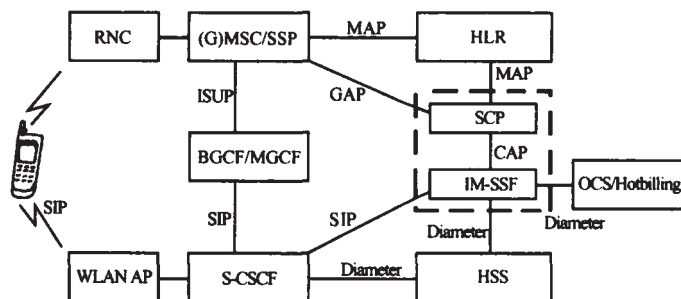 RNC
(G)MSC/SSP
MAP
HLR
MAP
ISUP
GAP
SCP
BGCF/MGCF
CAP
IM-SSF
OCS/Hotbilling
SIP
SIP
SIP
Diameter
Diameter
WLAN AP
S-CSCF
Diameter
HSS